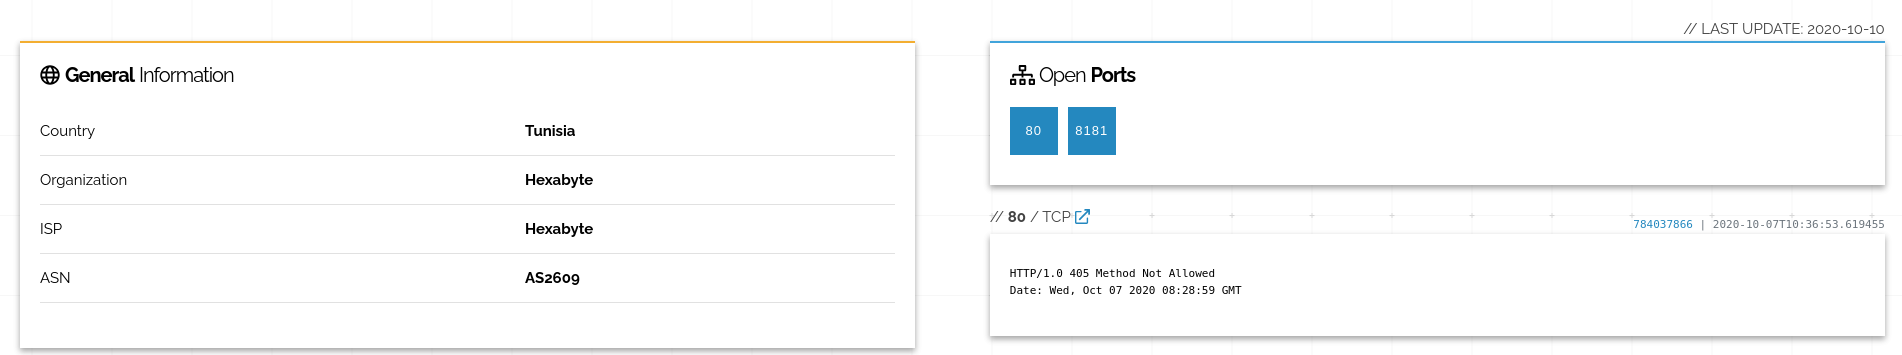 // LAST UPDATE: 2020-10-10
General Information
Country Tunisia
Organization Hexabyte
ISP Hexabyte
ASN AS2609
Open Ports
80 8181
// 80 / TCP
784037866 | 2020-10-07T10:36:53.619455
HTTP/1.0 405 Method Not Allowed
Date: Wed, Oct 07 2020 08:28:59 GMT